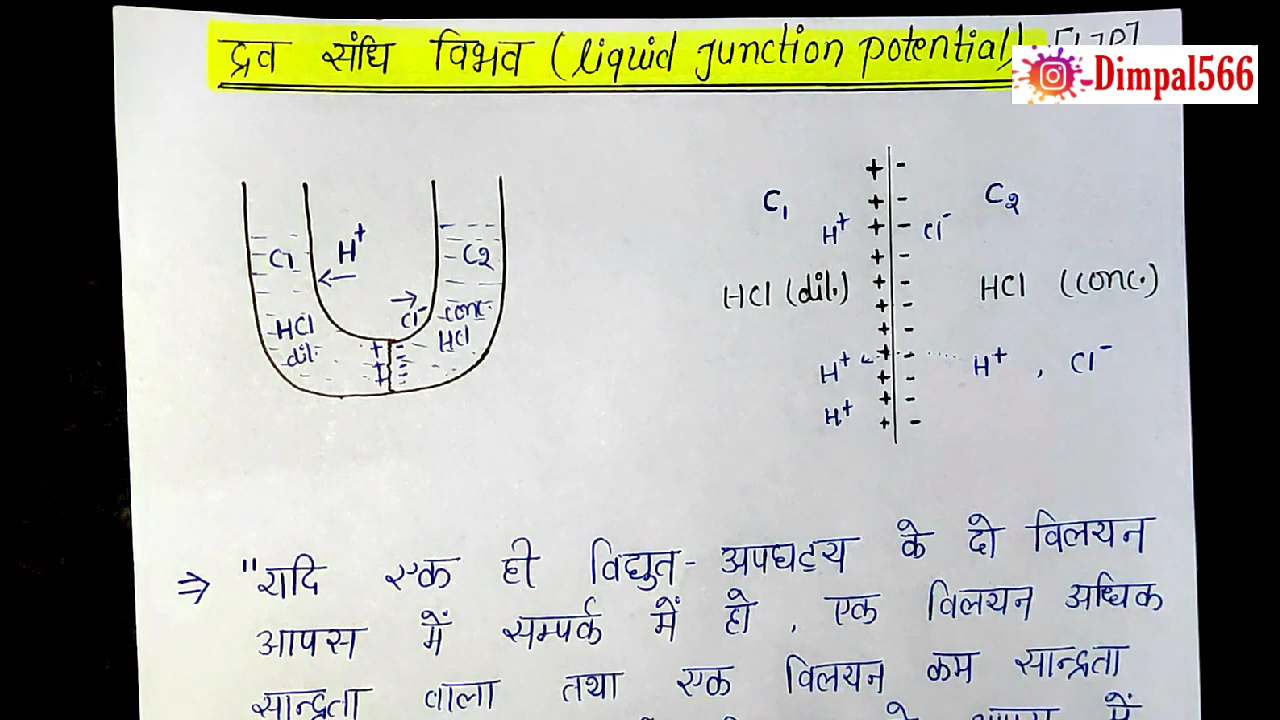 द्रव संधि विभव (liquid junction potential)
-Dimpal566
C₁ H⁺ C₂
HCl dil.
Cl⁻ conc. HCl
+ -
+ -
+ -
C₁ + - C₂
+ -
H⁺ + - Cl⁻
+ -
HCl (dil.) + - HCl (conc.)
+ -
+ -
H⁺ + - H⁺ , Cl⁻
+ -
H⁺ + -
+ -
⇒ "यदि एक ही विद्युत-अपघट्य के दो विलयन
आपस में सम्पर्क में हो , एक विलयन अधिक
सान्द्रता वाला तथा एक विलयन कम सान्द्रता